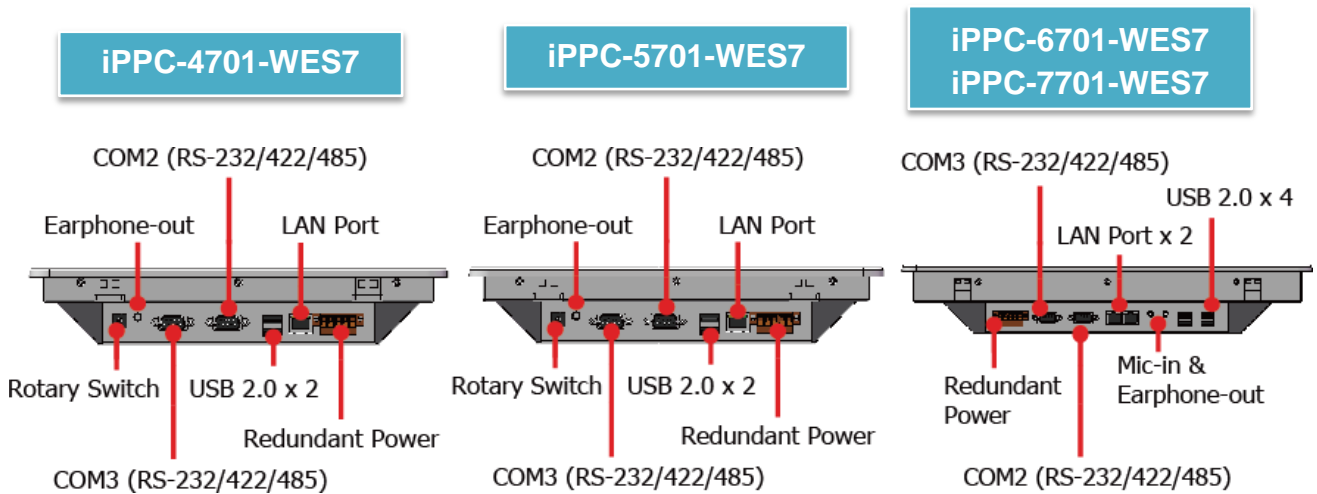 iPPC-4701-WES7
COM2 (RS-232/422/485)
Earphone-out
LAN Port
Rotary Switch
USB 2.0 x 2
Redundant Power
COM3 (RS-232/422/485)
iPPC-5701-WES7
COM2 (RS-232/422/485)
Earphone-out
LAN Port
Rotary Switch
USB 2.0 x 2
Redundant Power
COM3 (RS-232/422/485)
iPPC-6701-WES7
iPPC-7701-WES7
COM3 (RS-232/422/485)
USB 2.0 x 4
LAN Port x 2
Redundant
Power
Mic-in &
Earphone-out
COM2 (RS-232/422/485)